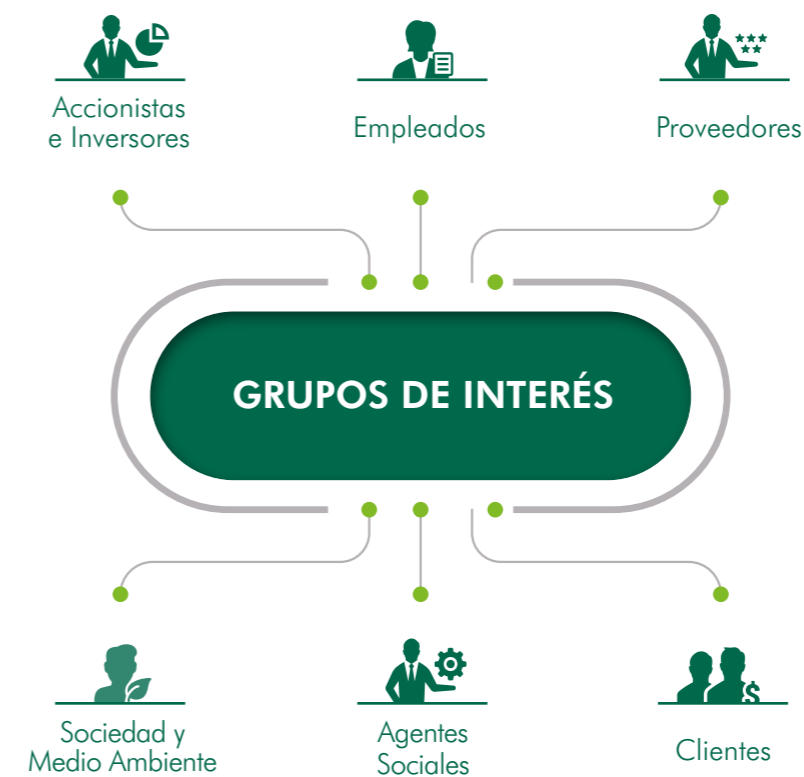 Accionistas
e Inversores
Empleados
Proveedores
GRUPOS DE INTERÉS
Sociedad y
Medio Ambiente
Agentes
Sociales
Clientes